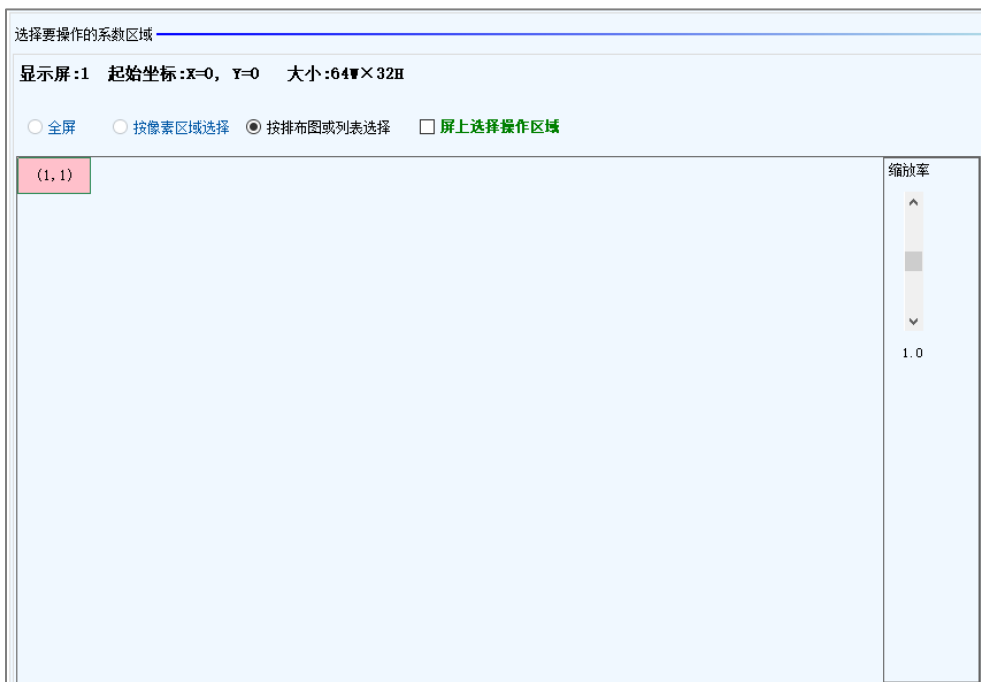 选择要操作的系数区域
显示屏:1 起始坐标:X=0, Y=0 大小:64W×32H
全屏 按像素区域选择 按排布图或列表选择 屏上选择操作区域
(1,1)
缩放率
1.0